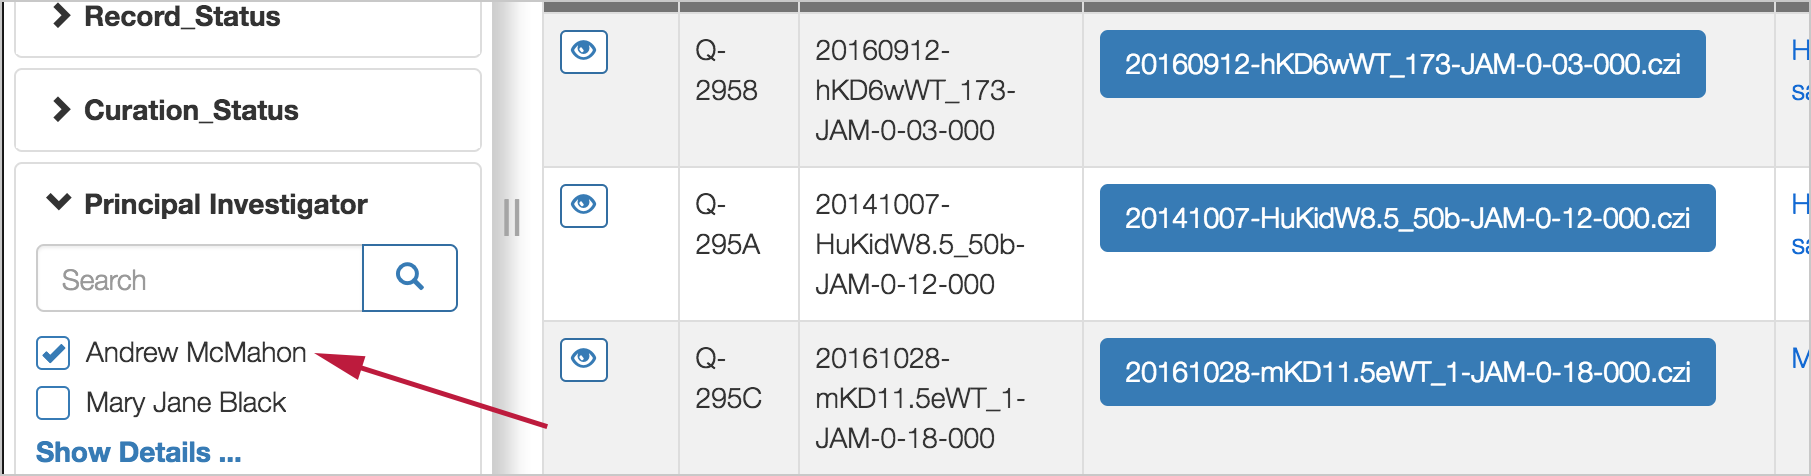 Record_Status
Curation_Status
Principal Investigator
Search
Andrew McMahon
Mary Jane Black
Show Details ...
Q-
2958
20160912-
hKD6wWT_173-
JAM-0-03-000
20160912-hKD6wWT_173-JAM-0-03-000.czi
Q-
295A
20141007-
HuKidW8.5_50b-
JAM-0-12-000
20141007-HuKidW8.5_50b-JAM-0-12-000.czi
Q-
295C
20161028-
mKD11.5eWT_1-
JAM-0-18-000
20161028-mKD11.5eWT_1-JAM-0-18-000.czi